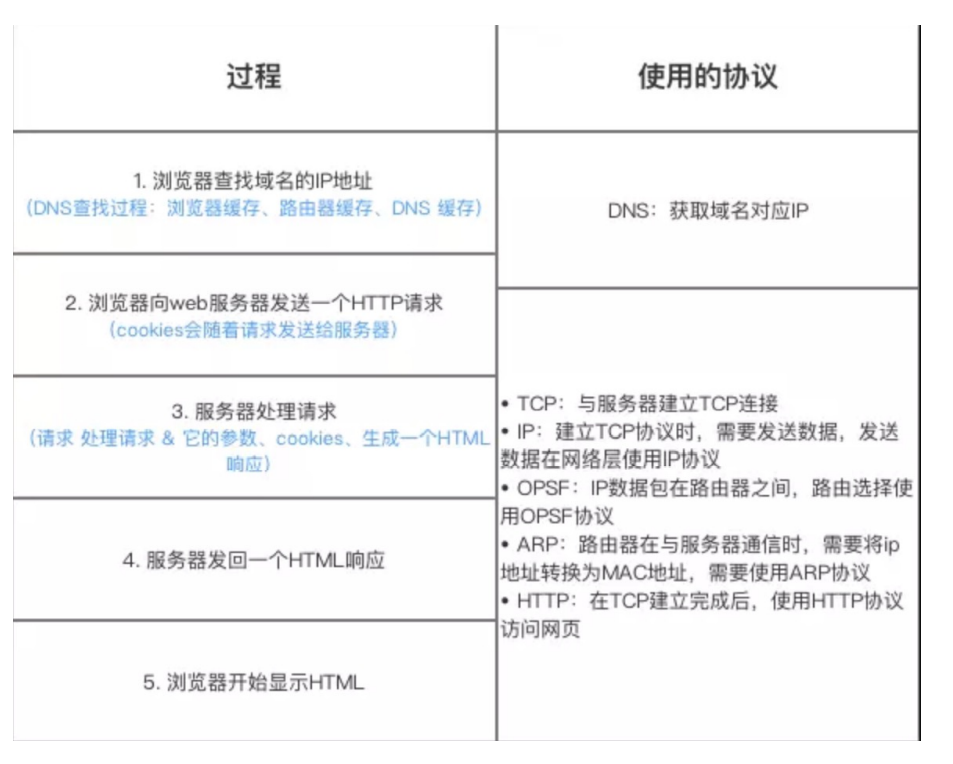 过程
使用的协议
1. 浏览器查找域名的IP地址
(DNS查找过程：浏览器缓存、路由器缓存、DNS 缓存)
DNS：获取域名对应IP
2. 浏览器向web服务器发送一个HTTP请求
(cookies会随着请求发送给服务器)
3. 服务器处理请求
(请求 处理请求 & 它的参数、cookies、生成一个HTML
响应)
4. 服务器发回一个HTML响应
5. 浏览器开始显示HTML
• TCP：与服务器建立TCP连接
• IP：建立TCP协议时，需要发送数据，发送
数据在网络层使用IP协议
• OPSF：IP数据包在路由器之间，路由选择使
用OPSF协议
• ARP：路由器在与服务器通信时，需要将ip
地址转换为MAC地址，需要使用ARP协议
• HTTP：在TCP建立完成后，使用HTTP协议
访问网页